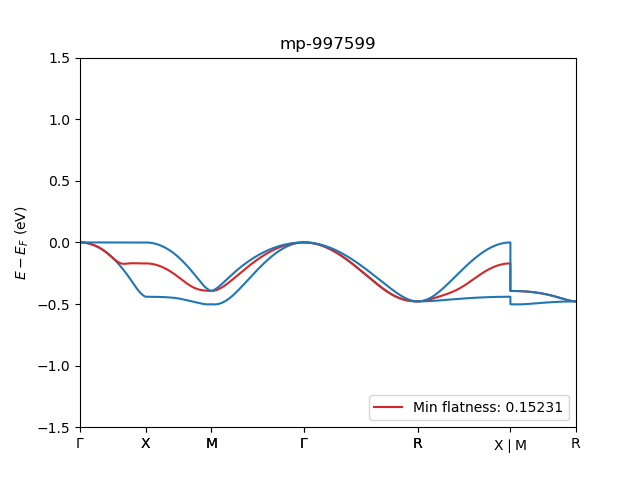 mp-997599
1.5
1.0
0.5
0.0
−0.5
−1.0
−1.5
E − E_F (eV)
Min flatness: 0.15231
Γ X M Γ R X | M R